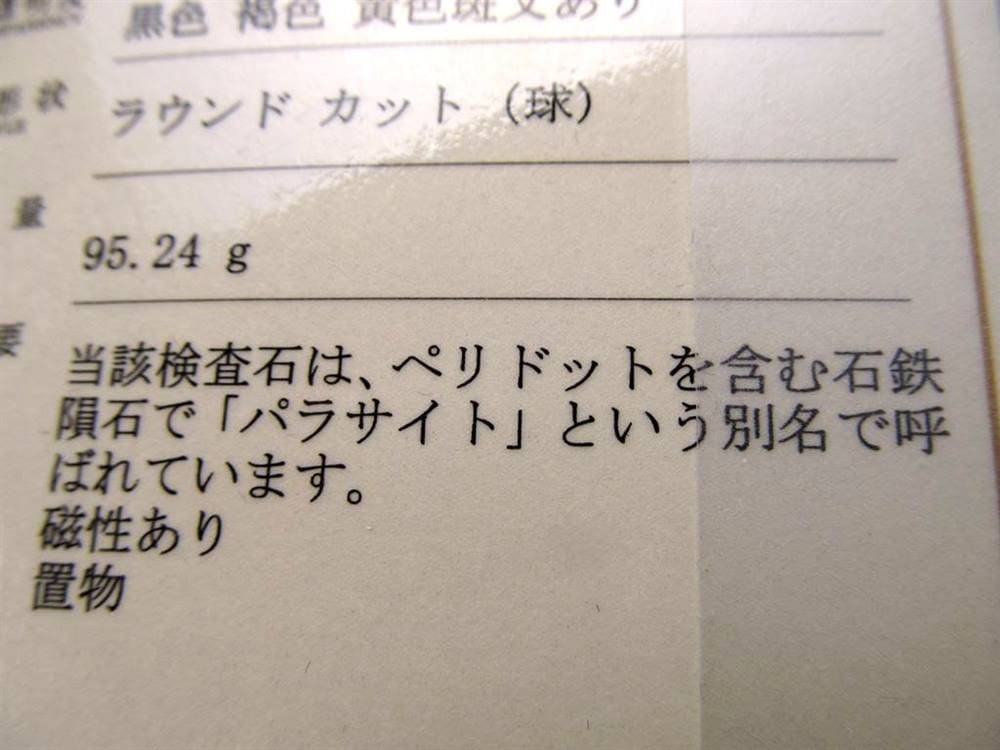 黒色 褐色 黄色斑文あり
形状
ラウンド カット (球)
量
95.24 g
要
当該検査石は、ペリドットを含む石鉄
隕石で「パラサイト」という別名で呼
ばれています。
磁性あり
置物